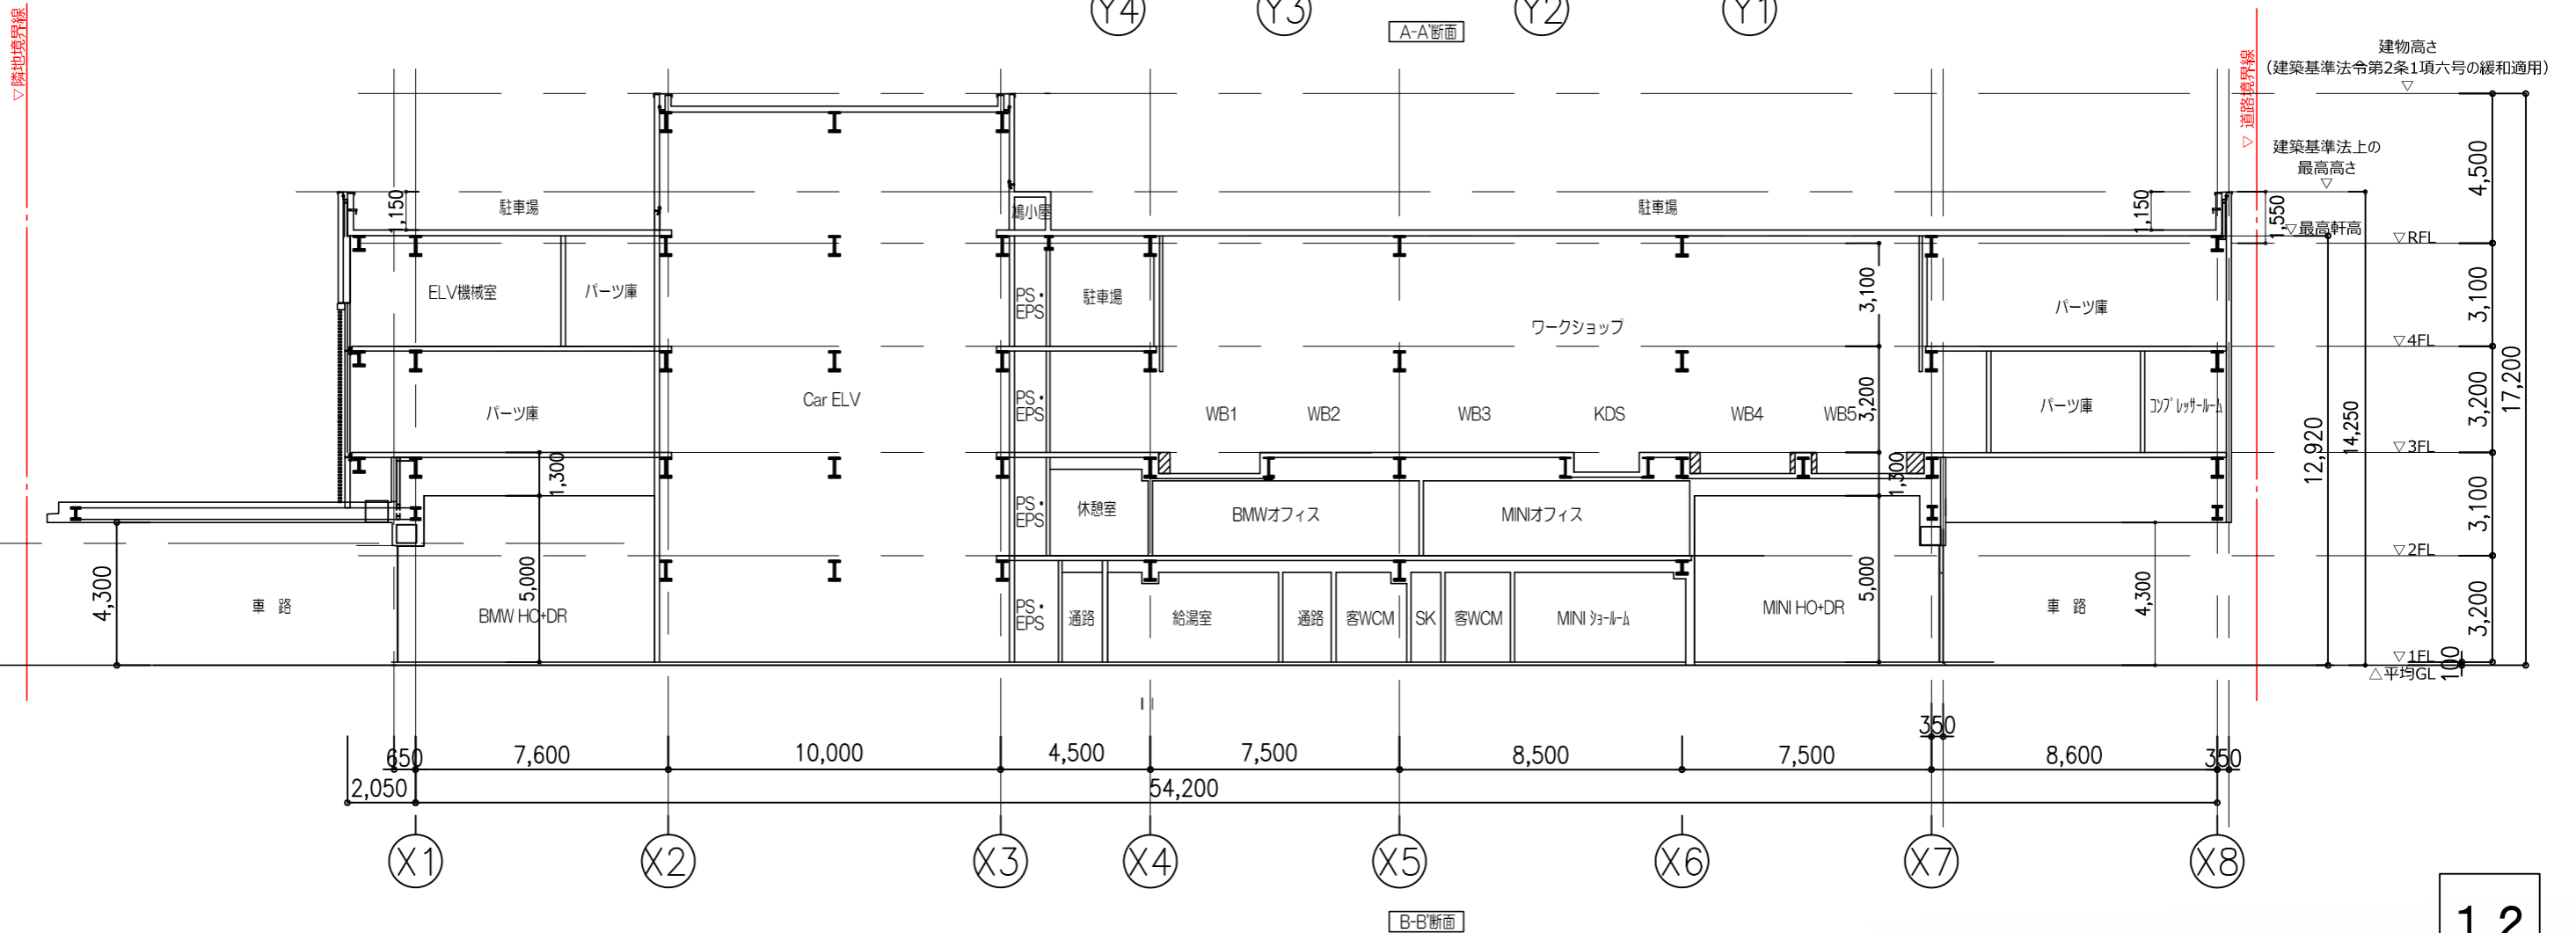 Y4
Y3
Y2
Y1
A-A'断面
▽隣地境界線
▽ 道路境界線
建物高さ
（建築基準法令第2条1項六号の緩和適用）
▽
建築基準法上の
最高高さ
▽
▽最高軒高
4,500
1,150
駐車場
鳩小屋
駐車場
1,150
1,550
▽RFL
ELV機械室
パーツ庫
PS・
EPS
駐車場
ワークショップ
3,100
パーツ庫
3,100
▽4FL
17,200
パーツ庫
Car ELV
PS・
EPS
WB1
WB2
WB3
KDS
WB4
WB5
3,200
パーツ庫
コンプレッサールーム
12,920
14,250
3,200
▽3FL
1,300
1,300
PS・
EPS
休憩室
BMWオフィス
MINIオフィス
3,100
▽2FL
4,300
車 路
5,000
BMW HO+DR
PS・
EPS
通路
給湯室
通路
客WCM
SK
客WCM
MINI ショールーム
MINI HO+DR
5,000
車 路
4,300
3,200
▽1FL
△平均GL
100
650
7,600
10,000
4,500
7,500
8,500
7,500
350
8,600
350
2,050
54,200
X1
X2
X3
X4
X5
X6
X7
X8
B-B'断面
12